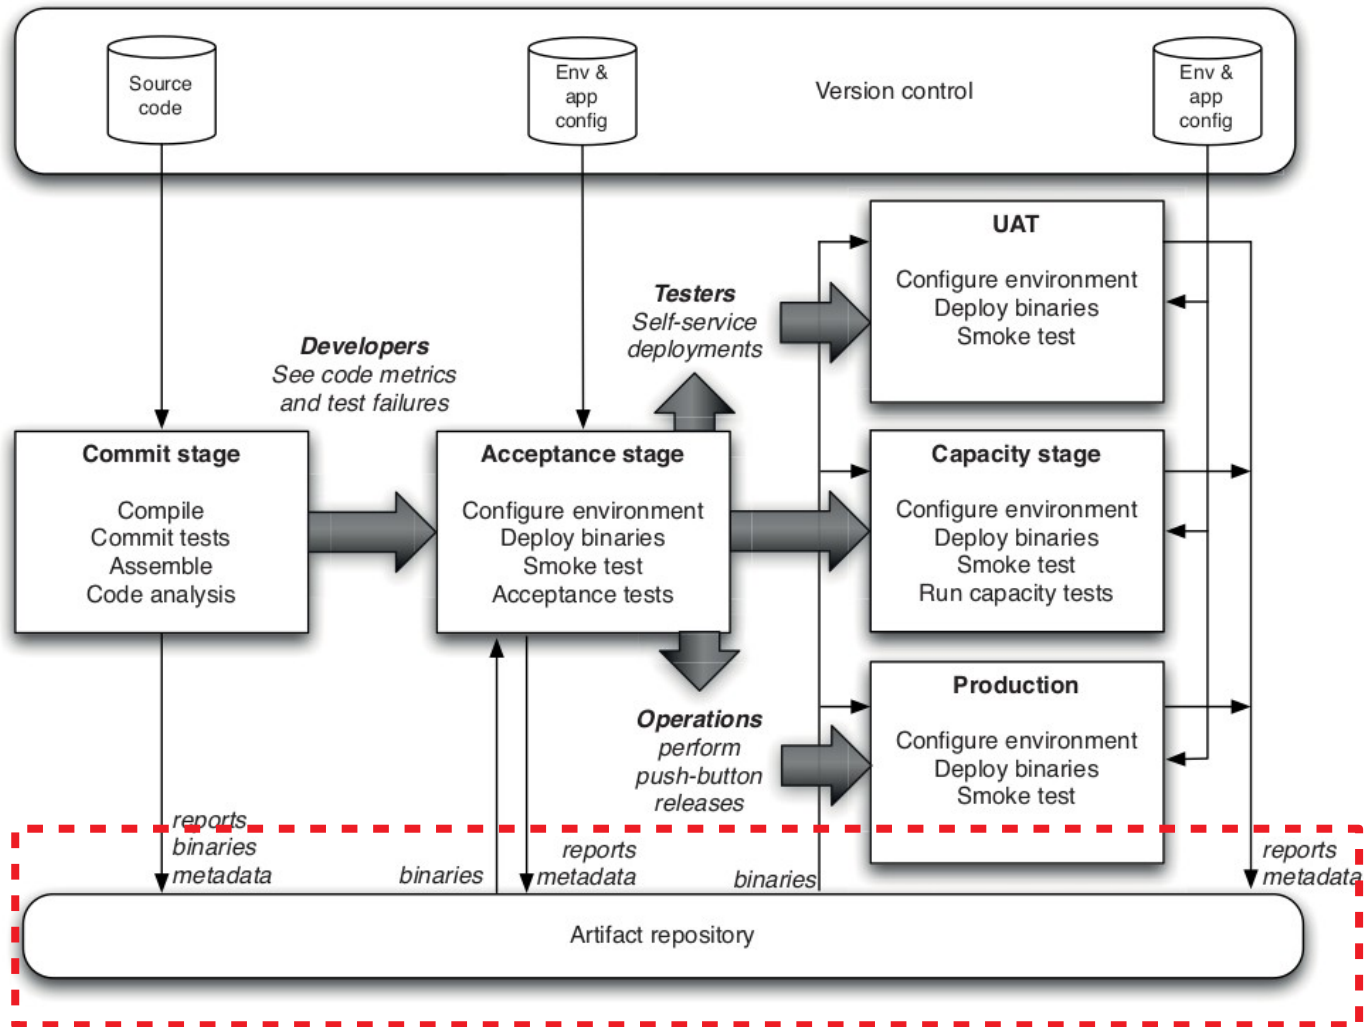 Source
code
Env &
app
config
Version control
Env &
app
config
UAT
Configure environment
Deploy binaries
Smoke test
Testers
Self-service
deployments
Developers
See code metrics
and test failures
Commit stage
Compile
Commit tests
Assemble
Code analysis
Acceptance stage
Configure environment
Deploy binaries
Smoke test
Acceptance tests
Capacity stage
Configure environment
Deploy binaries
Smoke test
Run capacity tests
Operations
perform
push-button
releases
Production
Configure environment
Deploy binaries
Smoke test
reports
binaries
metadata
binaries
reports
metadata
binaries
reports
metadata
Artifact repository